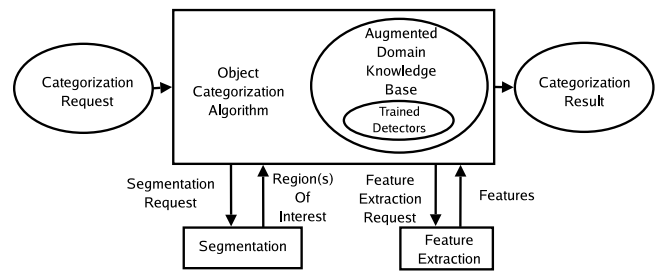 Categorization
Request
Object
Categorization
Algorithm
Augmented
Domain
Knowledge
Base
Trained
Detectors
Categorization
Result
Segmentation
Request
Region(s)
Of
Interest
Feature
Extraction
Request
Features
Segmentation
Feature
Extraction